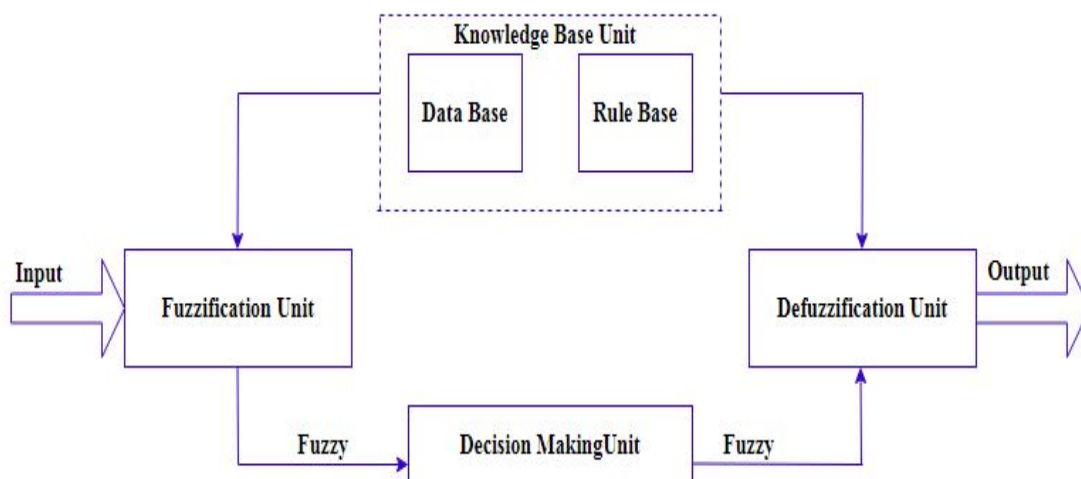 Knowledge Base Unit
Data Base
Rule Base
Input
Fuzzification Unit
Defuzzification Unit
Output
Fuzzy
Decision MakingUnit
Fuzzy